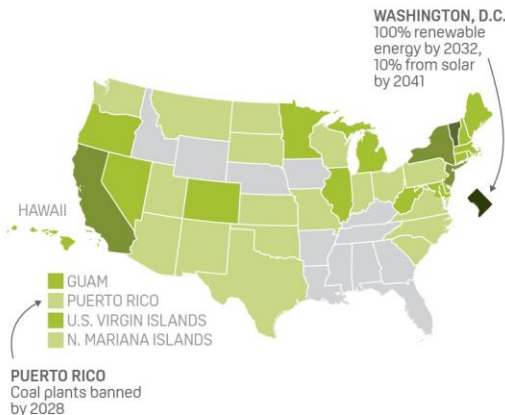 WASHINGTON, D.C.
100% renewable
energy by 2032,
10% from solar
by 2041
HAWAII
GUAM
PUERTO RICO
U.S. VIRGIN ISLANDS
N. MARIANA ISLANDS
PUERTO RICO
Coal plants banned
by 2028